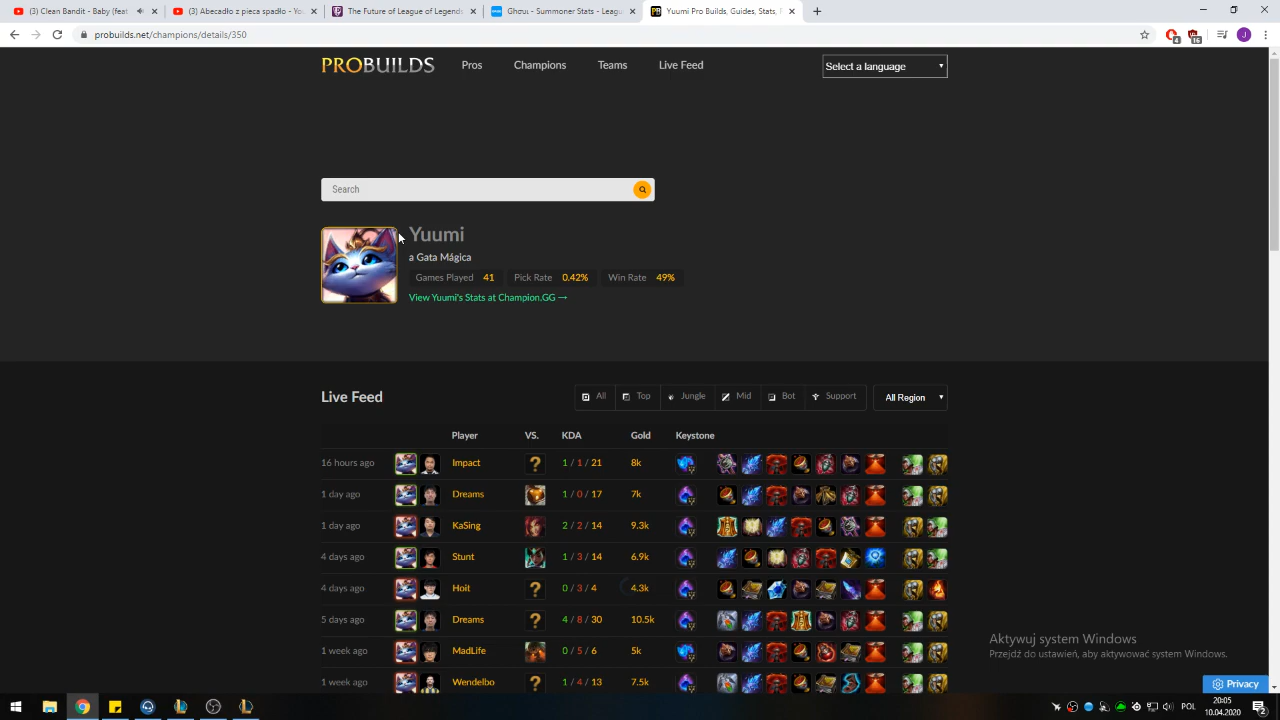 (3) Clean Bandit - Baby (feat
(3) Abecadło z pieca spadło - Yo
The Future of League of Legends
Ghou - Summoner Stats - Leagu
Yuumi Pro Builds, Guides, Stats,
probuilds.net/champions/details/350
4
16
J
PROBUILDS
Pros
Champions
Teams
Live Feed
Select a language
Search
Yuumi
a Gata Mágica
Games Played 41 Pick Rate 0.42% Win Rate 49%
View Yuumi's Stats at Champion.GG →
Live Feed
All
Top
Jungle
Mid
Bot
Support
All Region
Player VS. KDA Gold Keystone
16 hours ago Impact ? 1 / 1 / 21 8k
1 day ago Dreams 1 / 0 / 17 7k
1 day ago KaSing 2 / 2 / 14 9.3k
4 days ago Stunt 1 / 3 / 14 6.9k
4 days ago Hoit ? 0 / 3 / 4 4.3k
5 days ago Dreams ? 4 / 8 / 30 10.5k
1 week ago MadLife 0 / 5 / 6 5k
1 week ago Wendelbo ? 1 / 4 / 13 7.5k
Aktywuj system Windows
Przejdź do ustawień, aby aktywować system Windows.
Privacy
POL
20:05
10.04.2020
2